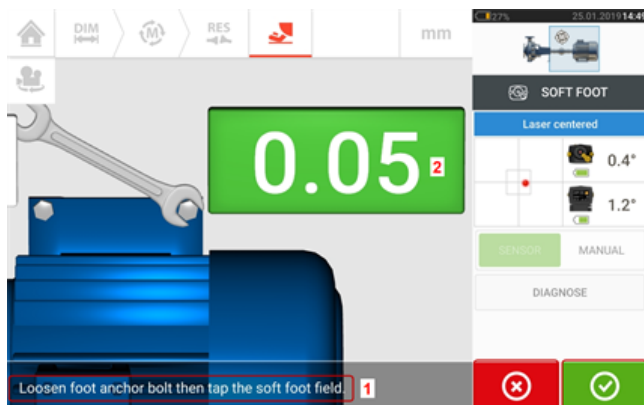 27%
25.01.2019 14:49
DIM
(M)
RES
mm
SOFT FOOT
Laser centered
0.05
2
0.4°
1.2°
SENSOR
MANUAL
DIAGNOSE
Loosen foot anchor bolt then tap the soft foot field.
1